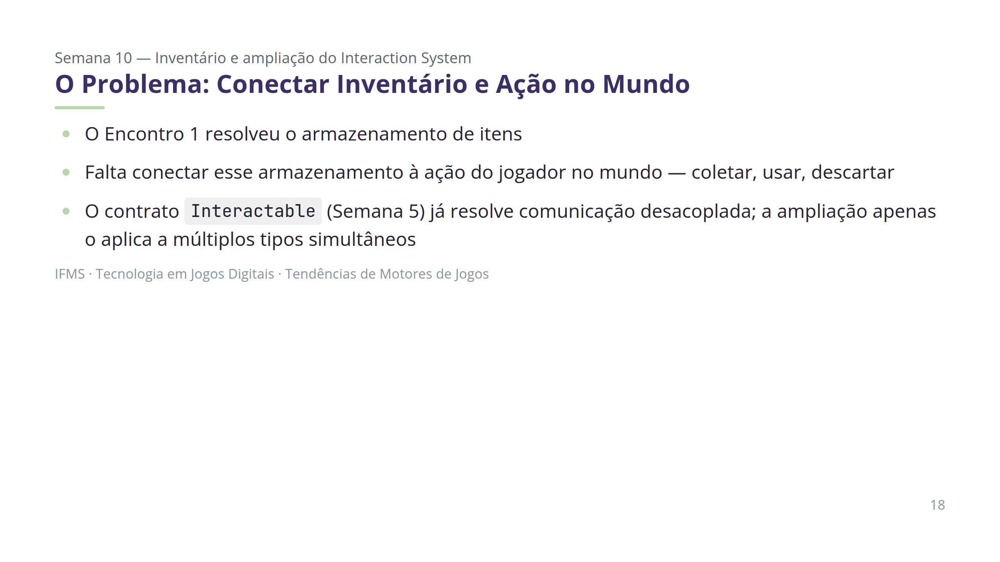 Semana 10 — Inventário e ampliação do Interaction System
O Problema: Conectar Inventário e Ação no Mundo
O Encontro 1 resolveu o armazenamento de itens
Falta conectar esse armazenamento à ação do jogador no mundo — coletar, usar, descartar
O contrato Interactable (Semana 5) já resolve comunicação desacoplada; a ampliação apenas
o aplica a múltiplos tipos simultâneos
IFMS · Tecnologia em Jogos Digitais · Tendências de Motores de Jogos
18